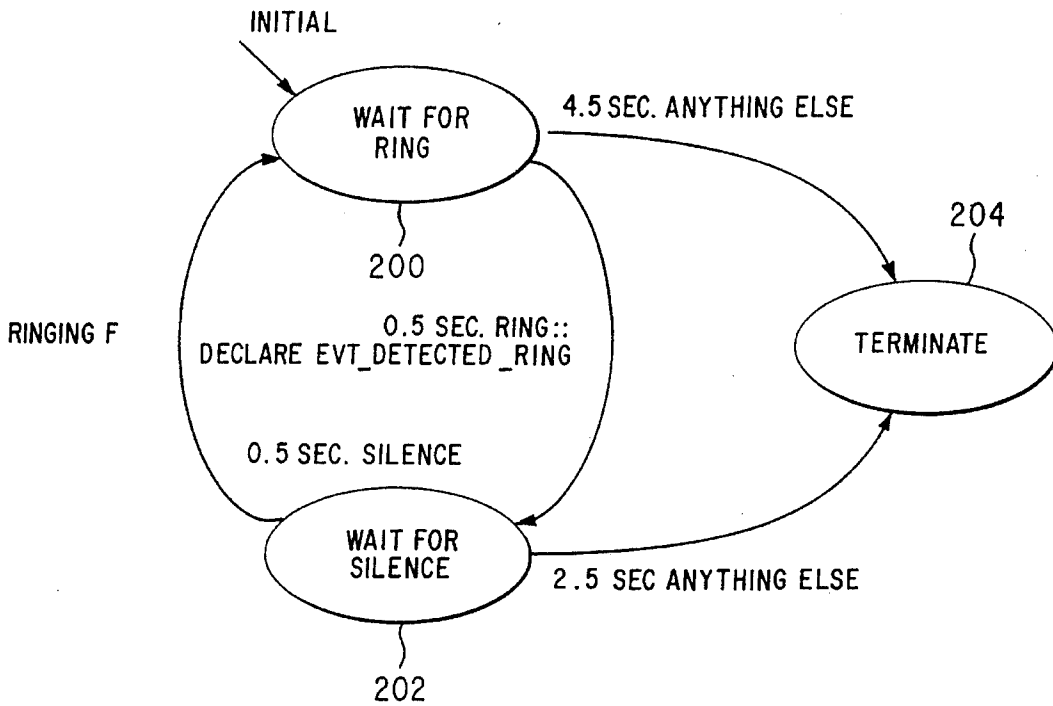 INITIAL
WAIT FOR
RING
4.5 SEC. ANYTHING ELSE
200
204
RINGING F
0.5 SEC. RING::
DECLARE EVT_DETECTED_RING
TERMINATE
0.5 SEC. SILENCE
WAIT FOR
SILENCE
2.5 SEC ANYTHING ELSE
202